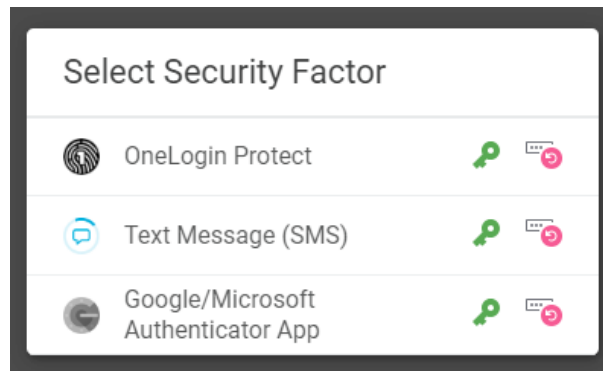 Select Security Factor
OneLogin Protect
Text Message (SMS)
Google/Microsoft
Authenticator App